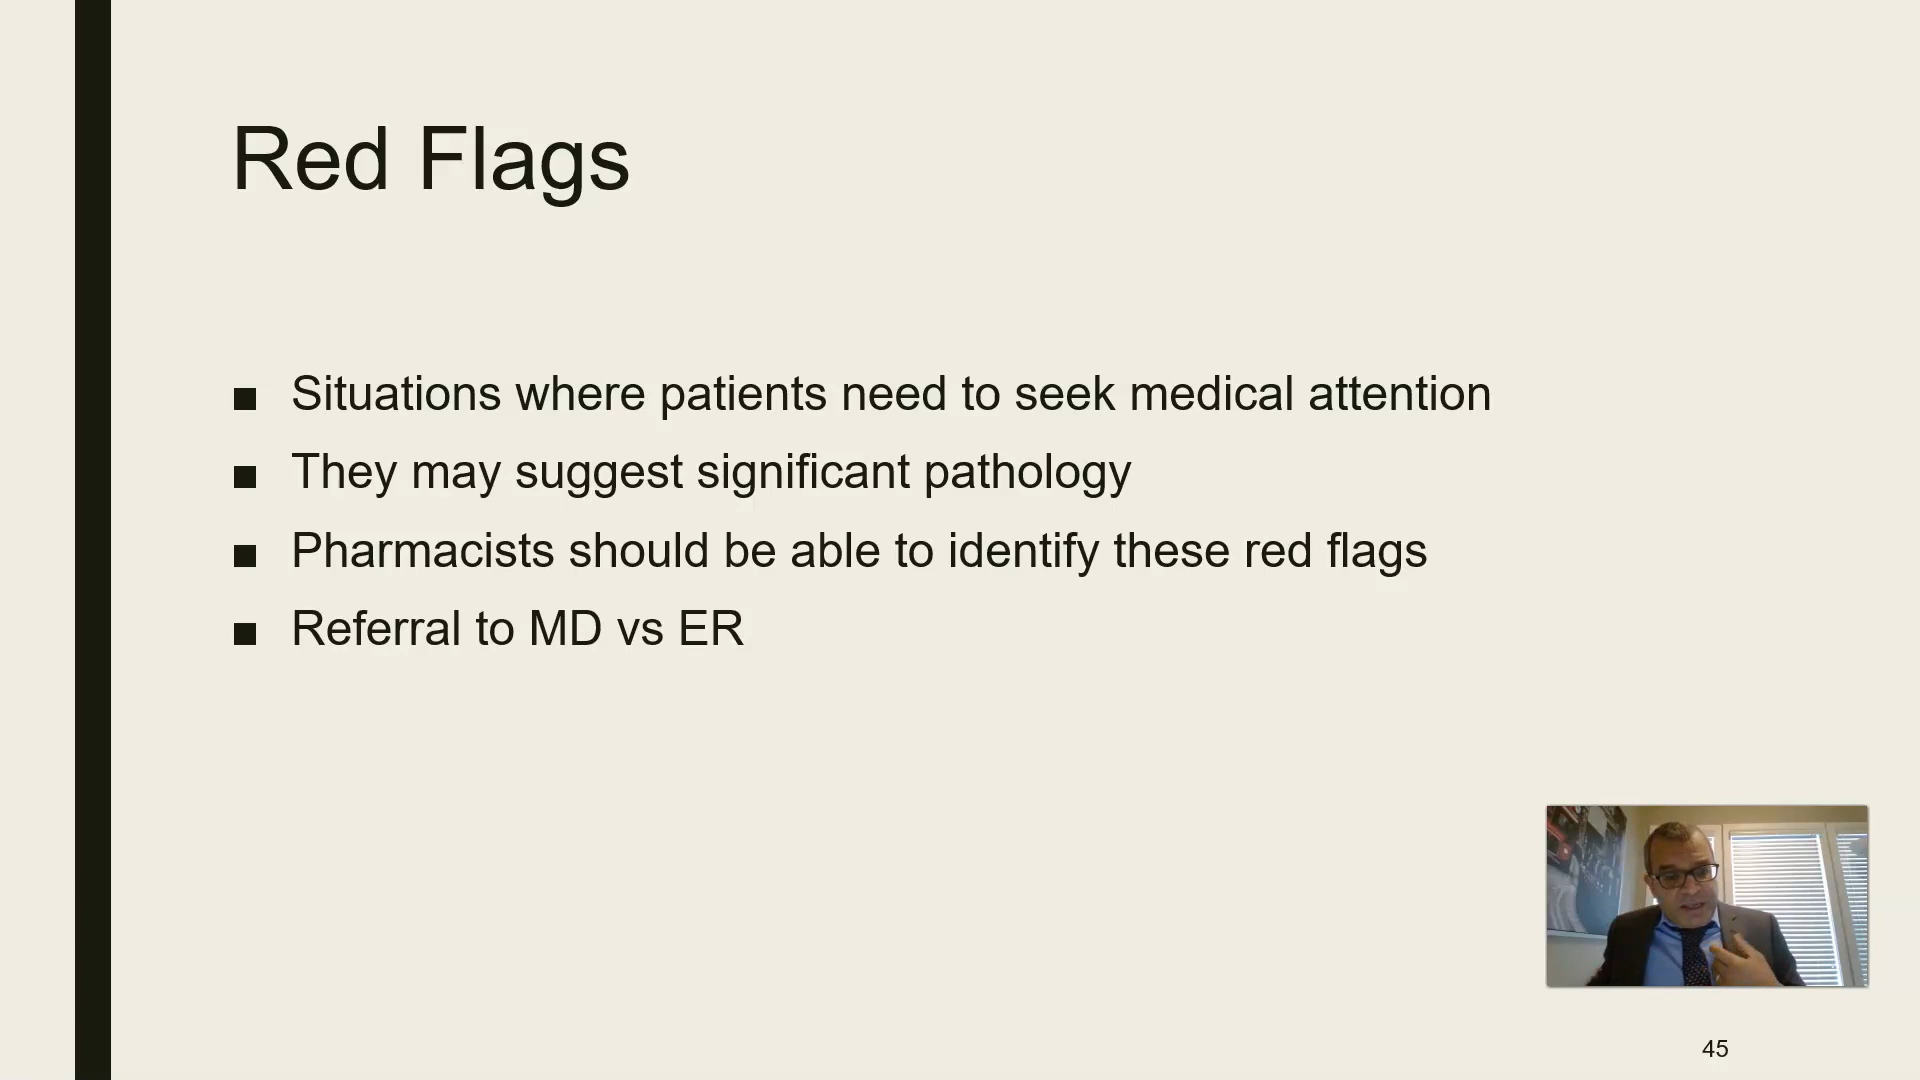 Red Flags
■ Situations where patients need to seek medical attention
■ They may suggest significant pathology
■ Pharmacists should be able to identify these red flags
■ Referral to MD vs ER
45